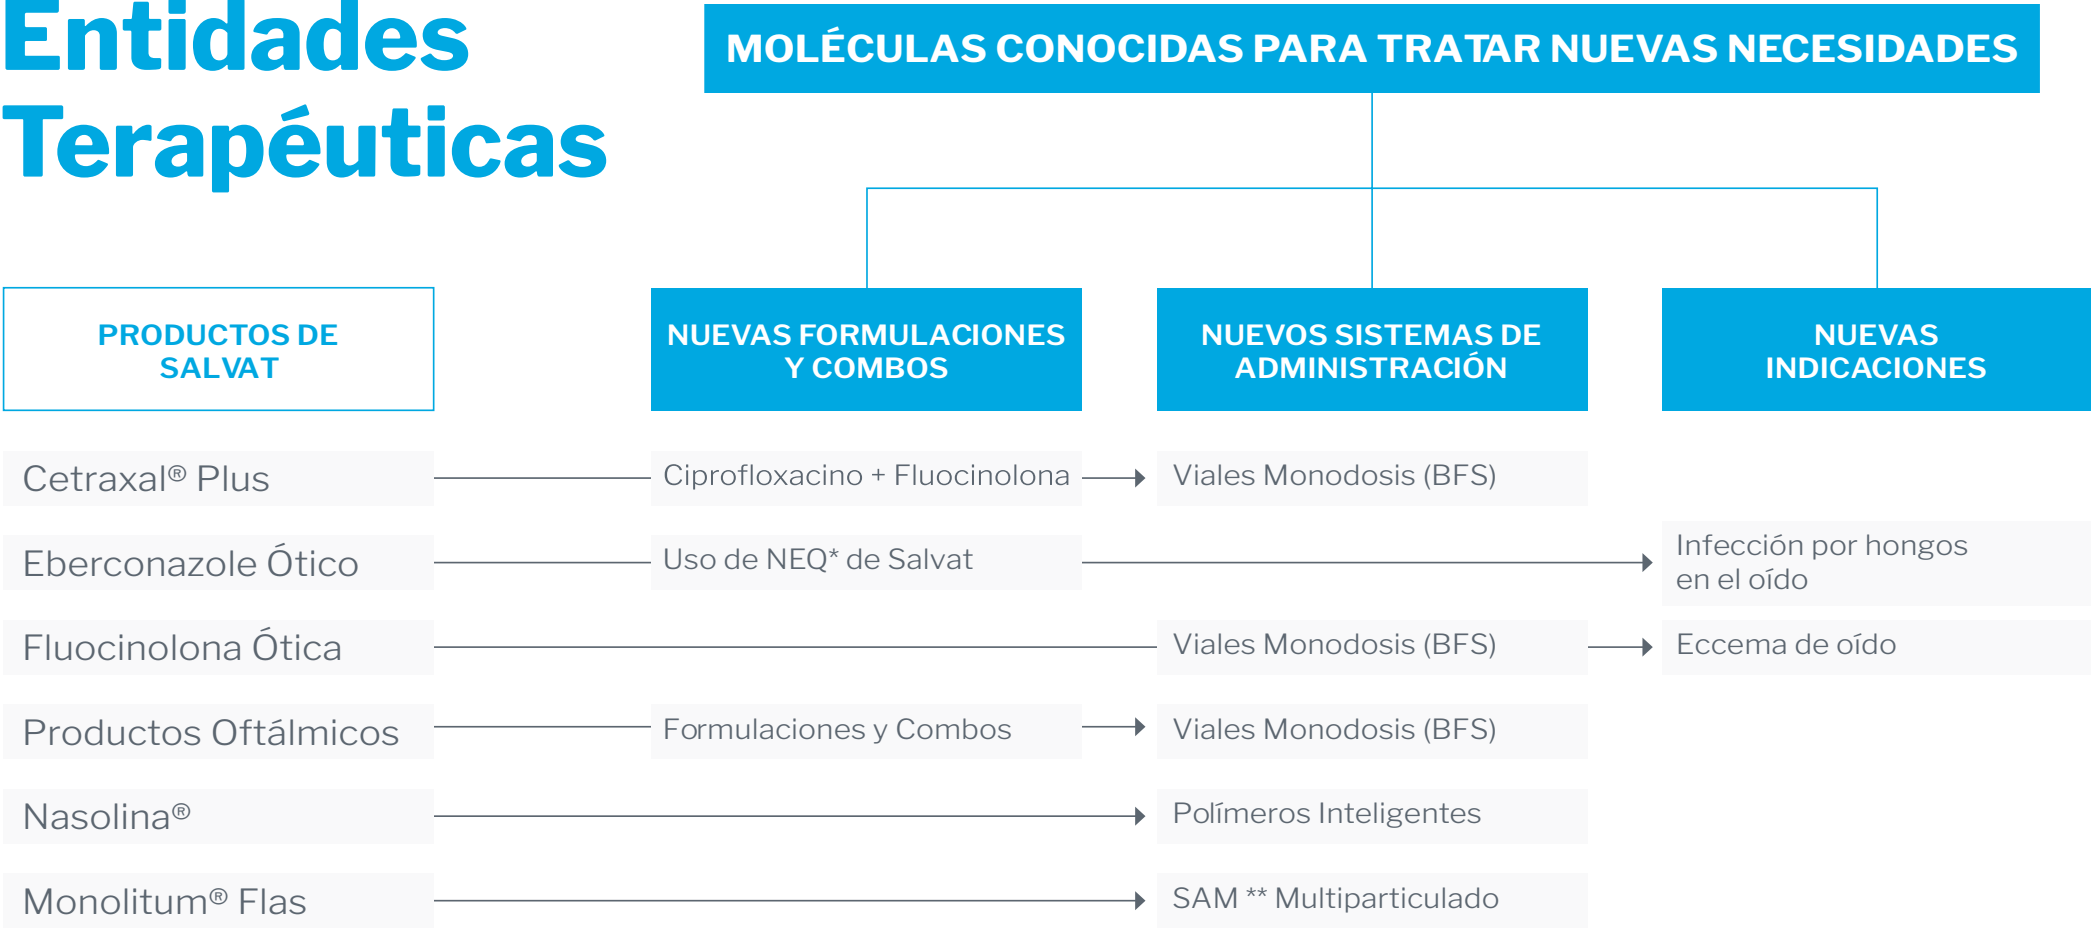 Entidades
Terapéuticas
MOLÉCULAS CONOCIDAS PARA TRATAR NUEVAS NECESIDADES
PRODUCTOS DE
SALVAT
NUEVAS FORMULACIONES
Y COMBOS
NUEVOS SISTEMAS DE
ADMINISTRACIÓN
NUEVAS
INDICACIONES
Cetraxal® Plus
Ciprofloxacino + Fluocinolona
Viales Monodosis (BFS)
Eberconazole Ótico
Uso de NEQ* de Salvat
Infección por hongos
en el oído
Fluocinolona Ótica
Viales Monodosis (BFS)
Eccema de oído
Productos Oftálmicos
Formulaciones y Combos
Viales Monodosis (BFS)
Nasolina®
Polímeros Inteligentes
Monolitum® Flas
SAM ** Multiparticulado